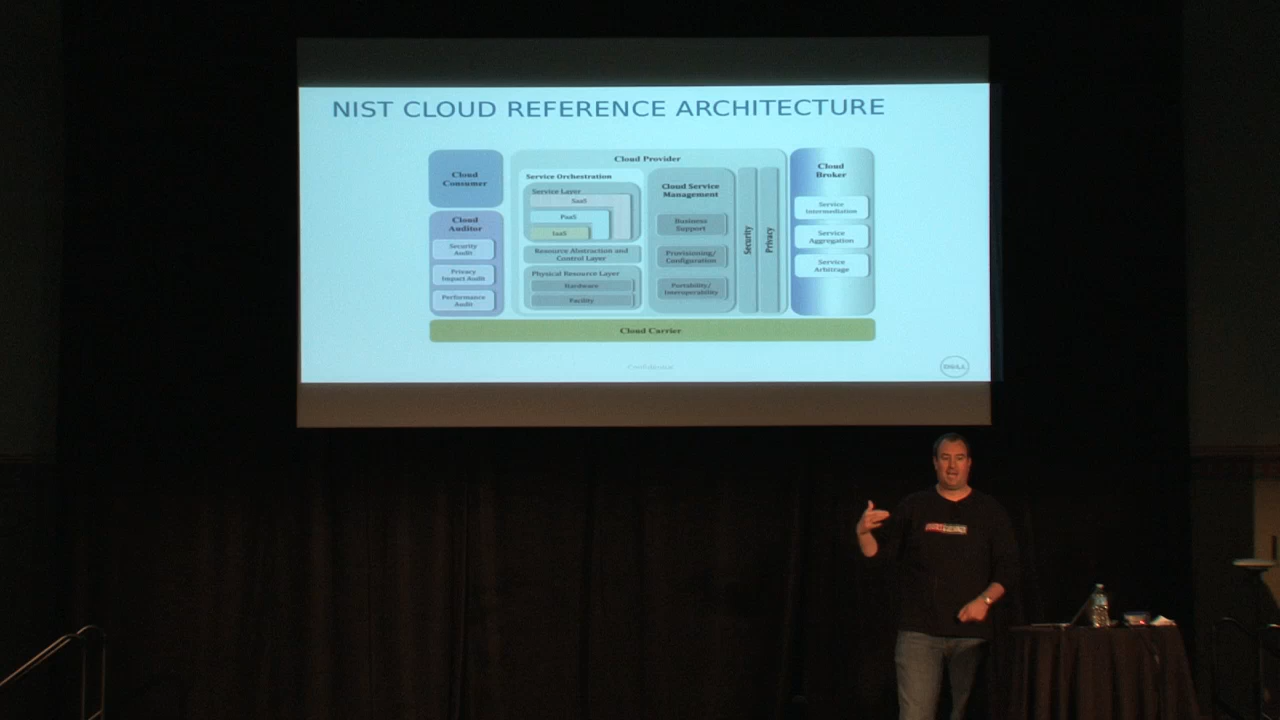 NIST CLOUD REFERENCE ARCHITECTURE
Cloud
Consumer
Cloud
Auditor
Security
Audit
Privacy
Impact Audit
Performance
Audit
Cloud Provider
Service Orchestration
Service Layer
SaaS
PaaS
IaaS
Resource Abstraction and
Control Layer
Physical Resource Layer
Hardware
Facility
Cloud Service
Management
Business
Support
Provisioning/
Configuration
Portability/
Interoperability
Security
Privacy
Cloud
Broker
Service
Intermediation
Service
Aggregation
Service
Arbitrage
Cloud Carrier
Confidential
DELL